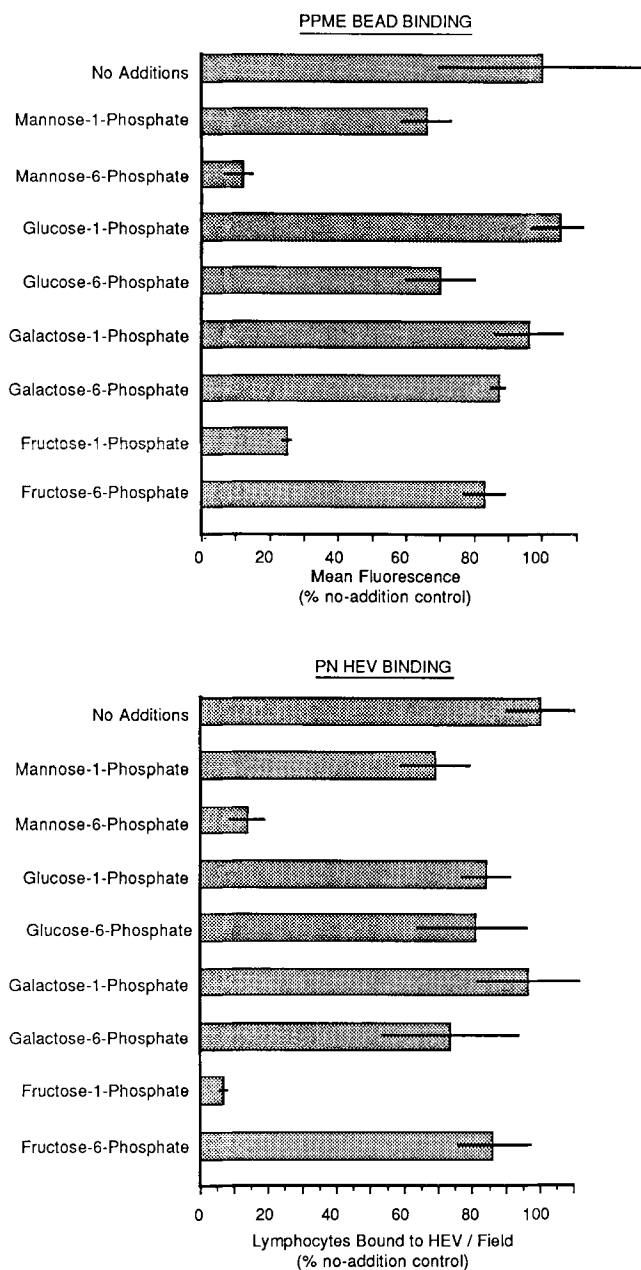 PPME BEAD BINDING
No Additions
Mannose-1-Phosphate
Mannose-6-Phosphate
Glucose-1-Phosphate
Glucose-6-Phosphate
Galactose-1-Phosphate
Galactose-6-Phosphate
Fructose-1-Phosphate
Fructose-6-Phosphate
0 20 40 60 80 100
Mean Fluorescence
(% no-addition control)
PN HEV BINDING
No Additions
Mannose-1-Phosphate
Mannose-6-Phosphate
Glucose-1-Phosphate
Glucose-6-Phosphate
Galactose-1-Phosphate
Galactose-6-Phosphate
Fructose-1-Phosphate
Fructose-6-Phosphate
0 20 40 60 80 100
Lymphocytes Bound to HEV / Field
(% no-addition control)